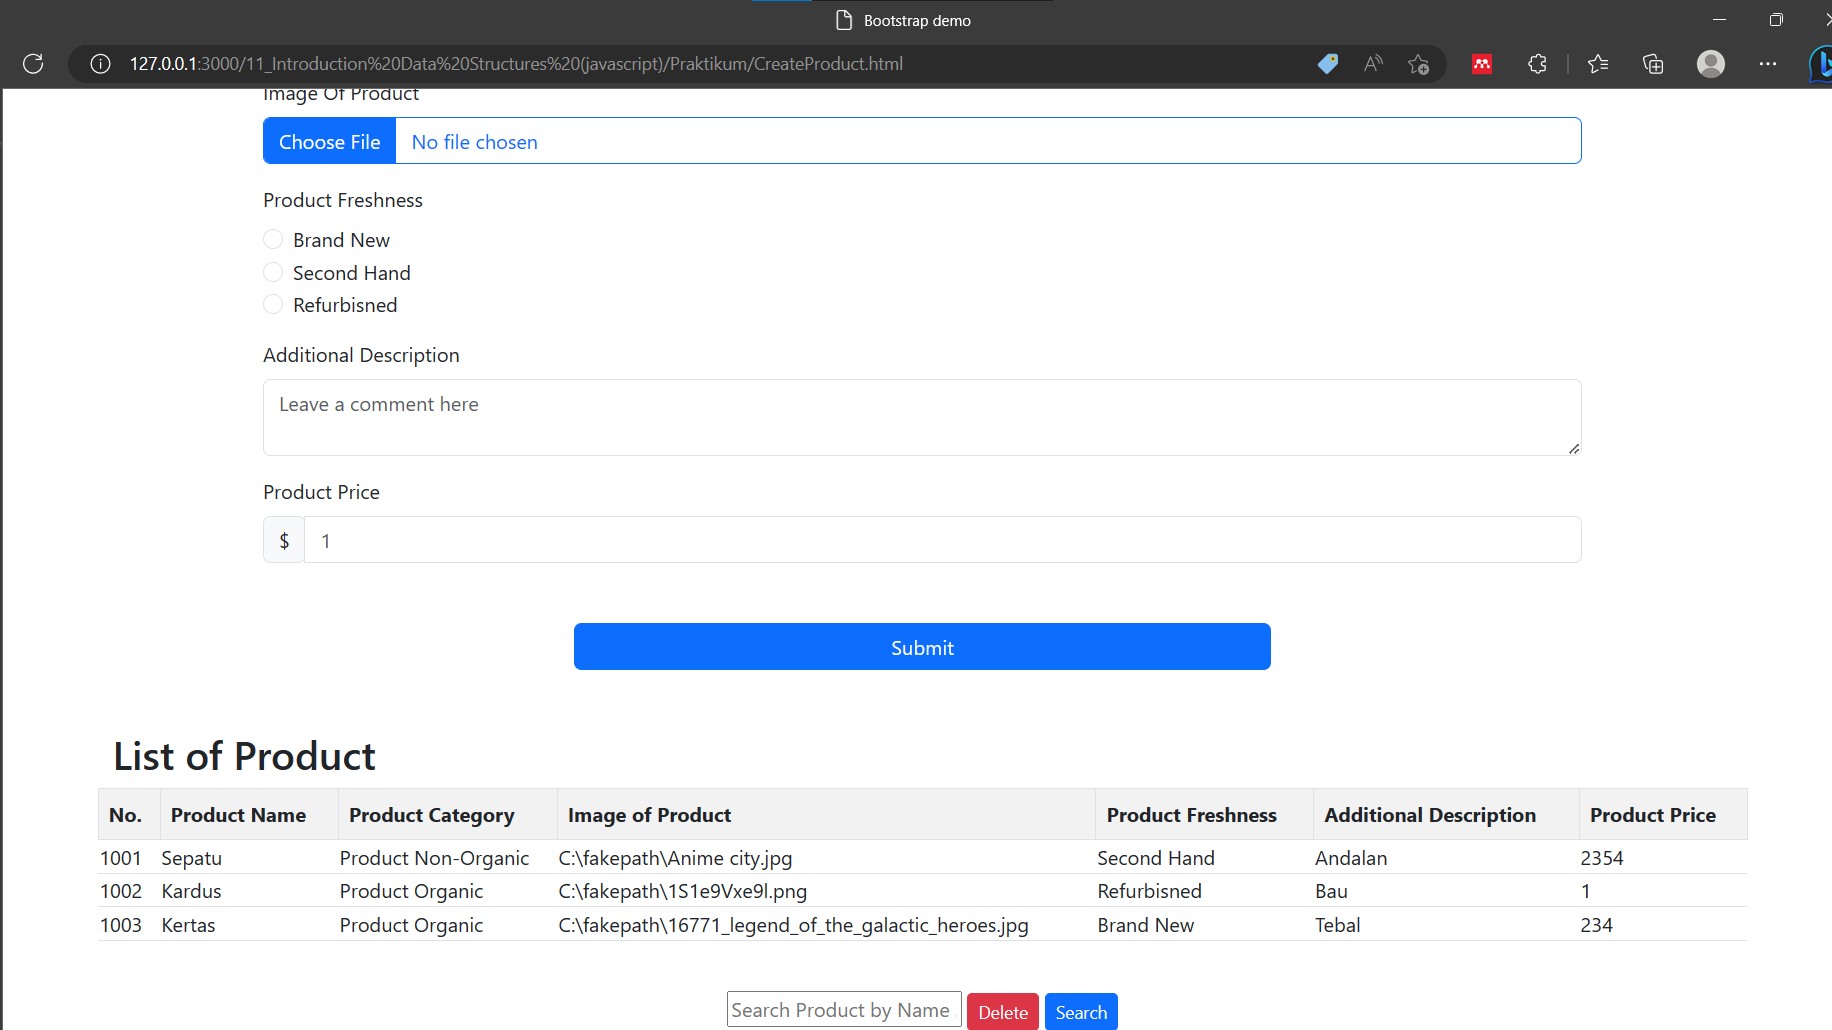 Bootstrap demo
127.0.0.1:3000/11_Introduction%20Data%20Structures%20(javascript)/Praktikum/CreateProduct.html
Image Of Product
Choose File No file chosen
Product Freshness
Brand New
Second Hand
Refurbisned
Additional Description
Leave a comment here
Product Price
$ 1
Submit
List of Product
No. Product Name Product Category Image of Product Product Freshness Additional Description Product Price
1001 Sepatu Product Non-Organic C:\fakepath\Anime city.jpg Second Hand Andalan 2354
1002 Kardus Product Organic C:\fakepath\1S1e9Vxe9l.png Refurbisned Bau 1
1003 Kertas Product Organic C:\fakepath\16771_legend_of_the_galactic_heroes.jpg Brand New Tebal 234
Search Product by Name Delete Search